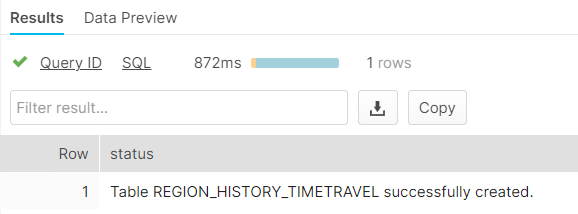 Results Data Preview
Query ID SQL 872ms 1 rows
Filter result... Copy
Row status
1 Table REGION_HISTORY_TIMETRAVEL successfully created.